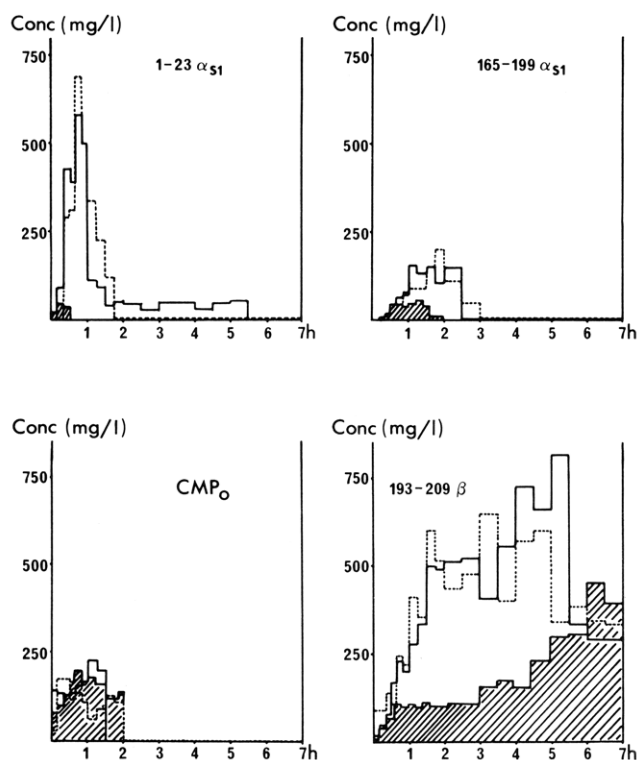 Conc (mg/l)
750
500
250
1-23 αS1
1 2 3 4 5 6 7h
Conc (mg/l)
750
500
250
165-199 αS1
1 2 3 4 5 6 7h
Conc (mg/l)
750
500
250
CMPo
1 2 3 4 5 6 7h
Conc (mg/l)
750
500
250
193-209 β
1 2 3 4 5 6 7h